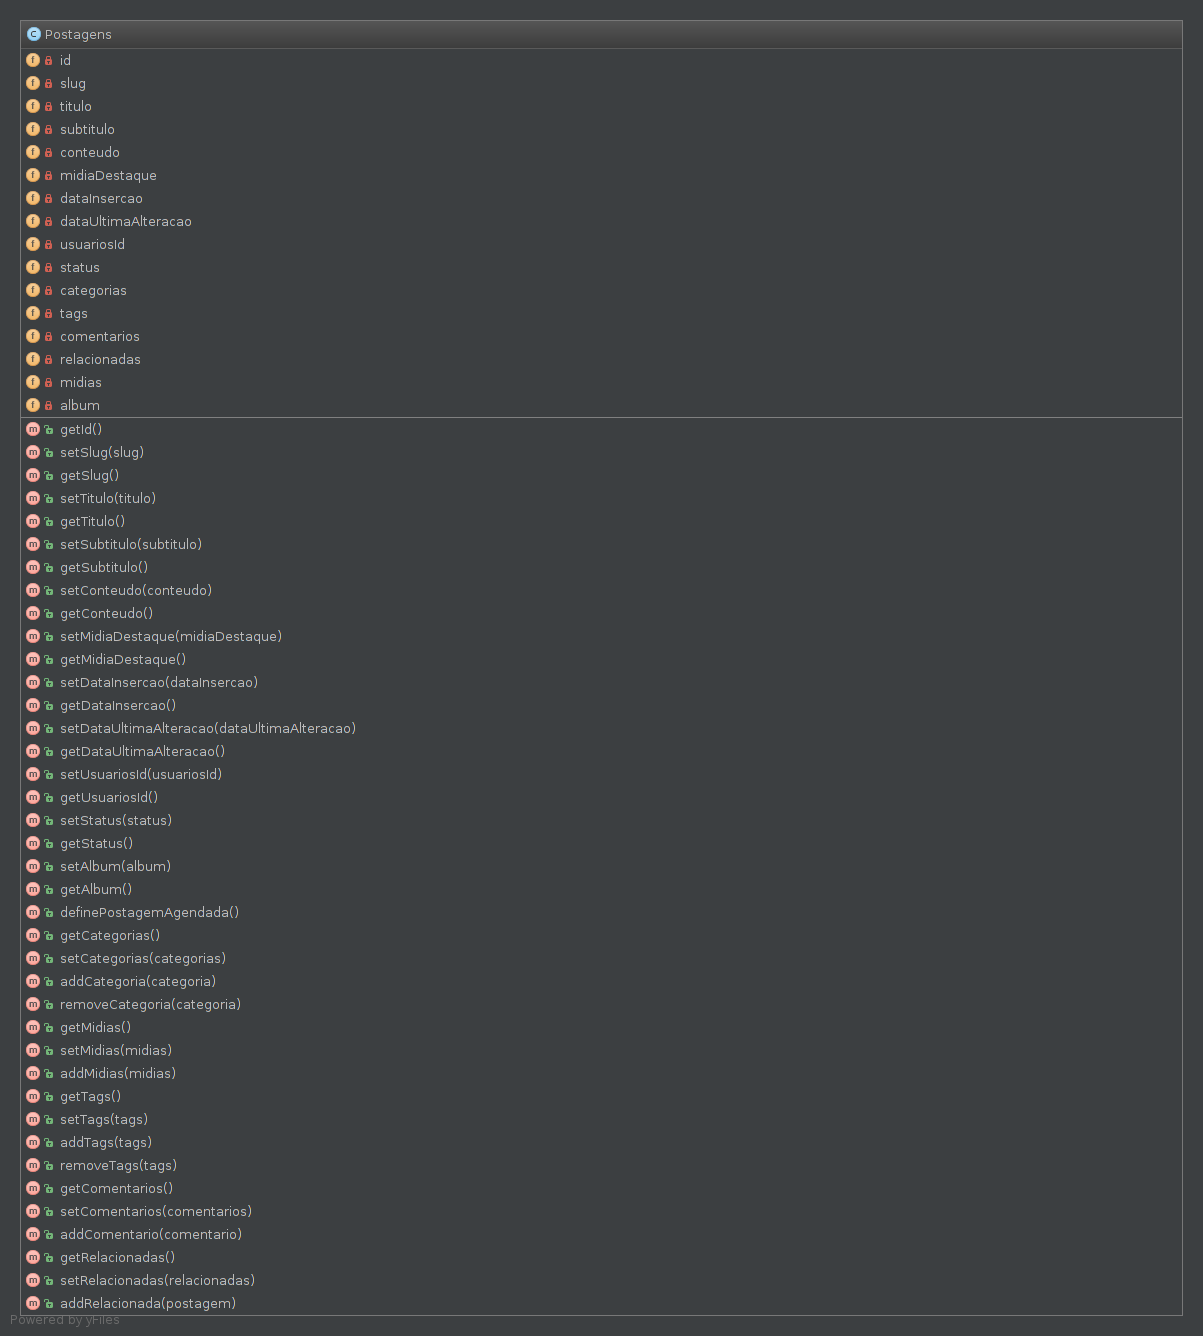 C Postagens
f id
f slug
f titulo
f subtitulo
f conteudo
f midiaDestaque
f dataInsercao
f dataUltimaAlteracao
f usuariosId
f status
f categorias
f tags
f comentarios
f relacionadas
f midias
f album
m getId()
m setSlug(slug)
m getSlug()
m setTitulo(titulo)
m getTitulo()
m setSubtitulo(subtitulo)
m getSubtitulo()
m setConteudo(conteudo)
m getConteudo()
m setMidiaDestaque(midiaDestaque)
m getMidiaDestaque()
m setDataInsercao(dataInsercao)
m getDataInsercao()
m setDataUltimaAlteracao(dataUltimaAlteracao)
m getDataUltimaAlteracao()
m setUsuariosId(usuariosId)
m getUsuariosId()
m setStatus(status)
m getStatus()
m setAlbum(album)
m getAlbum()
m definePostagemAgendada()
m getCategorias()
m setCategorias(categorias)
m addCategoria(categoria)
m removeCategoria(categoria)
m getMidias()
m setMidias(midias)
m addMidias(midias)
m getTags()
m setTags(tags)
m addTags(tags)
m removeTags(tags)
m getComentarios()
m setComentarios(comentarios)
m addComentario(comentario)
m getRelacionadas()
m setRelacionadas(relacionadas)
m addRelacionada(postagem)
Powered by yFiles